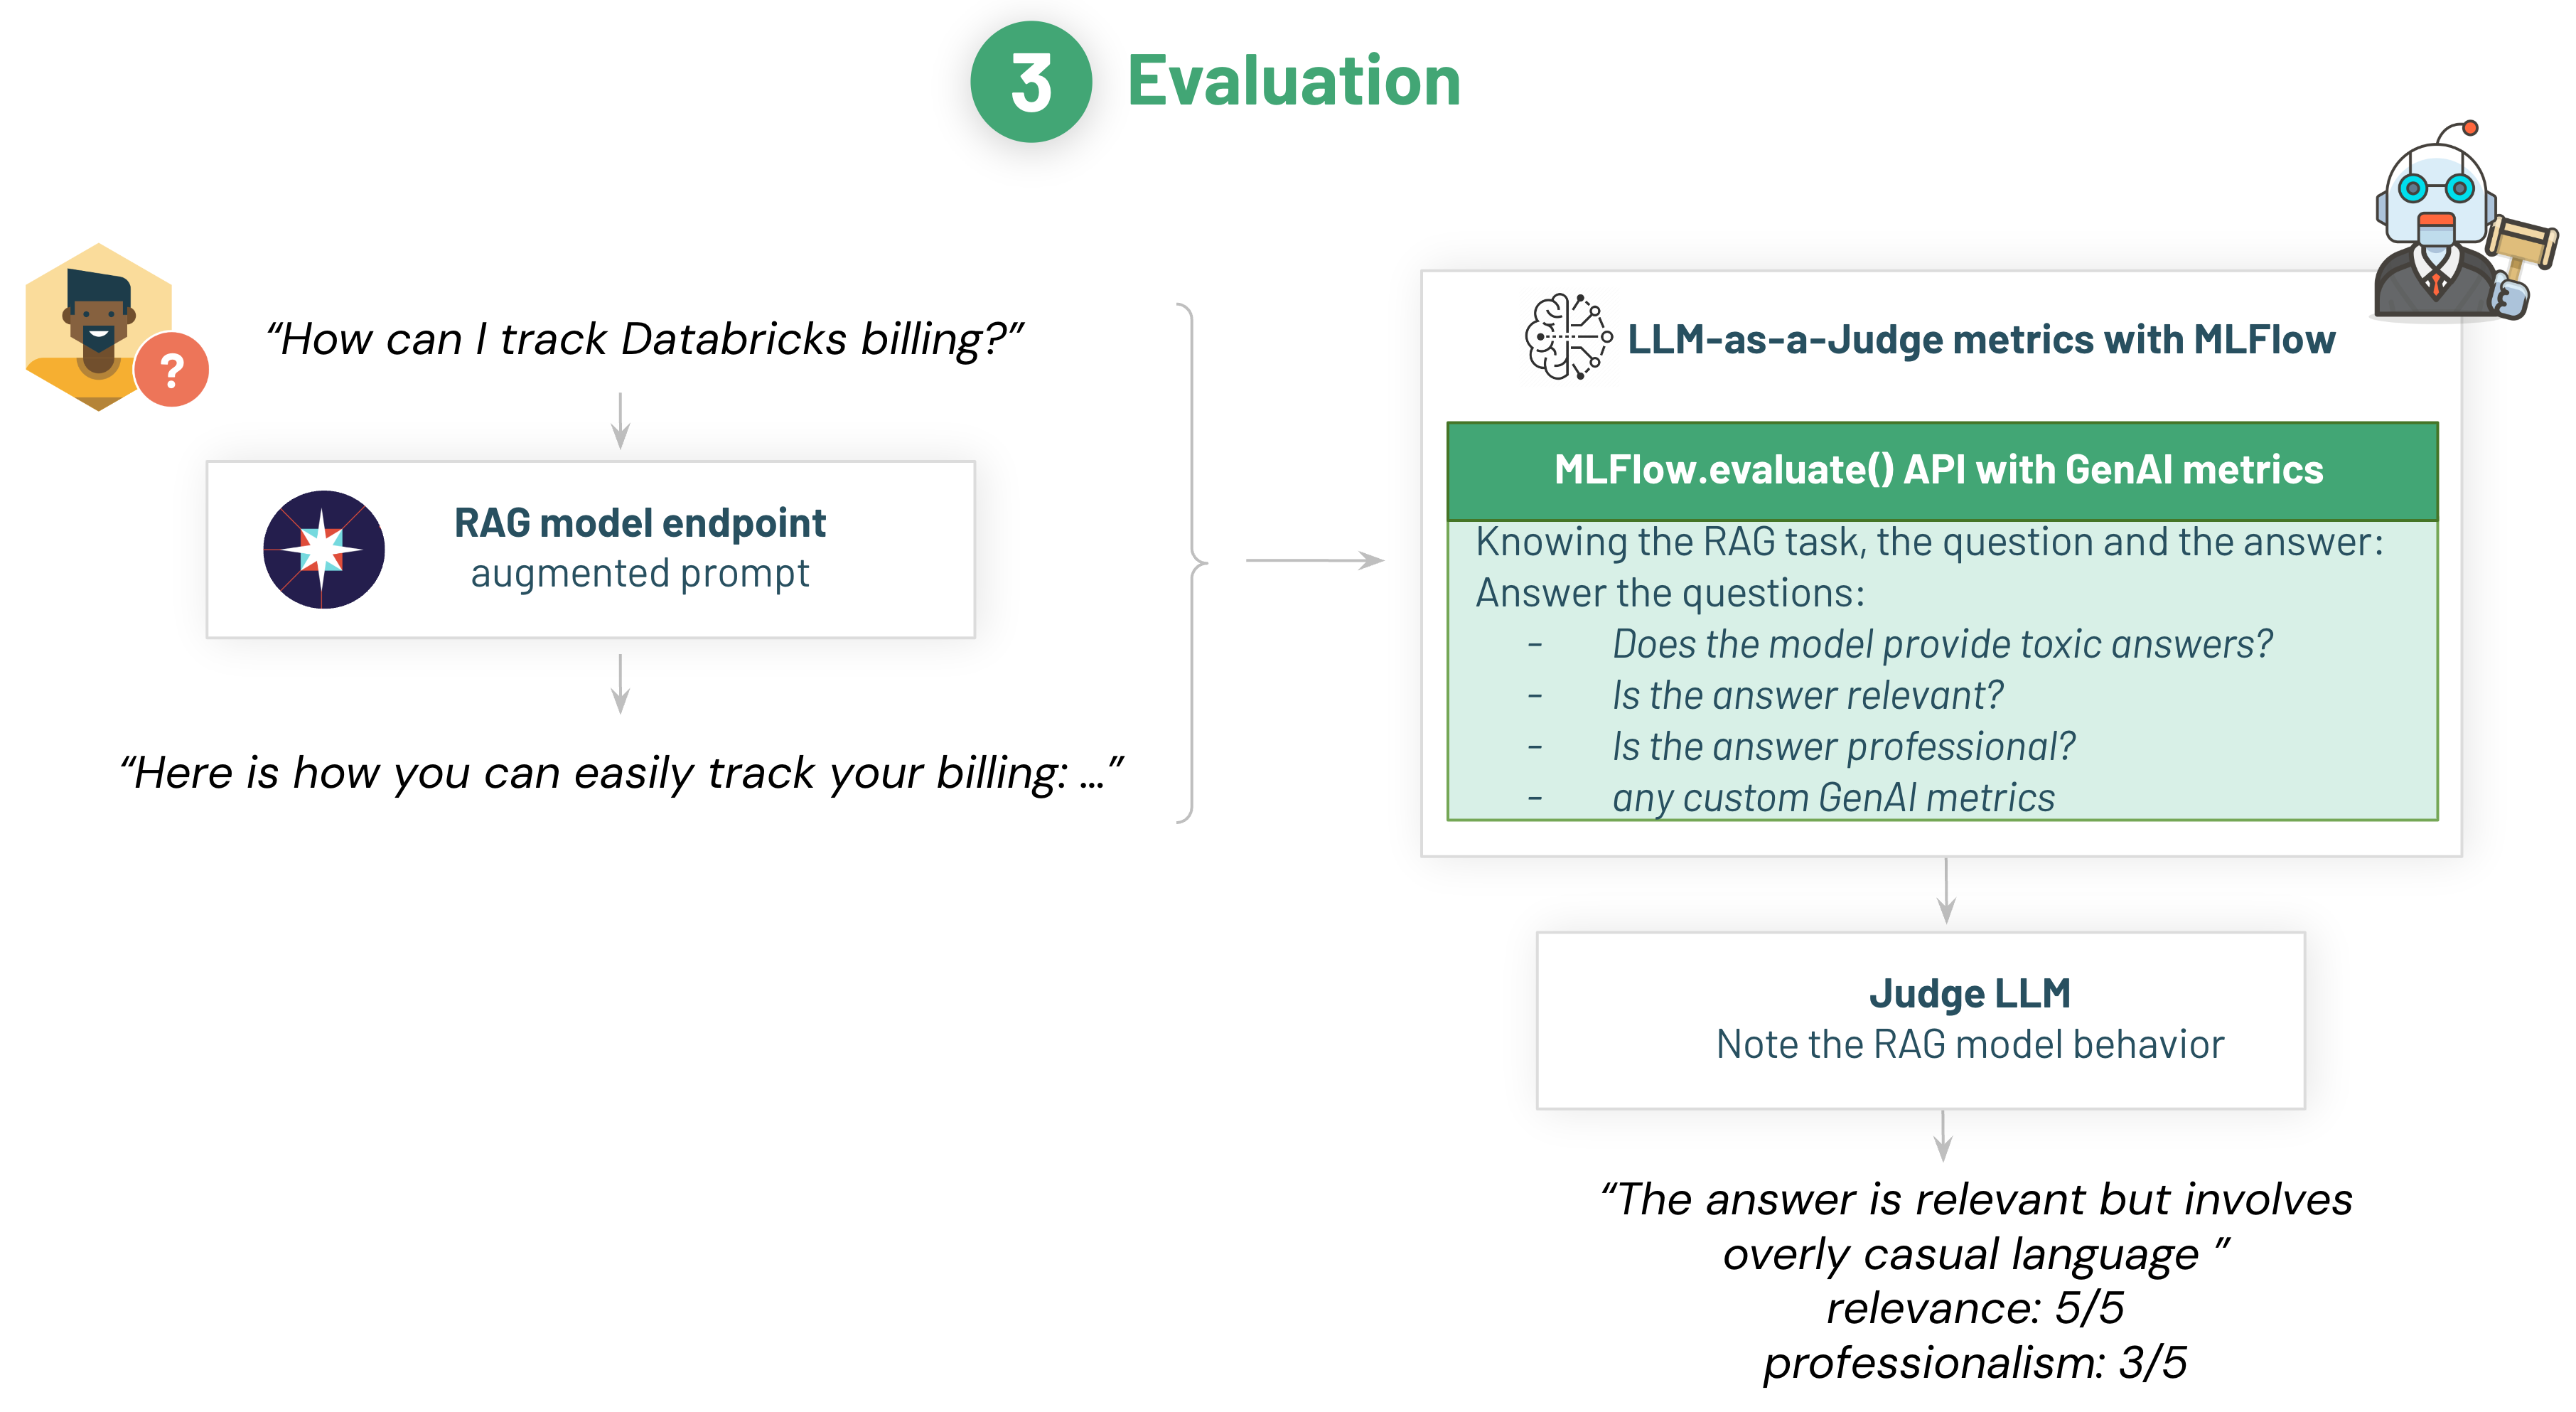 3 Evaluation
?
“How can I track Databricks billing?”
RAG model endpoint
augmented prompt
“Here is how you can easily track your billing: ...”
LLM-as-a-Judge metrics with MLFlow
MLFlow.evaluate() API with GenAI metrics
Knowing the RAG task, the question and the answer:
Answer the questions:
- Does the model provide toxic answers?
- Is the answer relevant?
- Is the answer professional?
- any custom GenAI metrics
Judge LLM
Note the RAG model behavior
“The answer is relevant but involves
overly casual language ”
relevance: 5/5
professionalism: 3/5